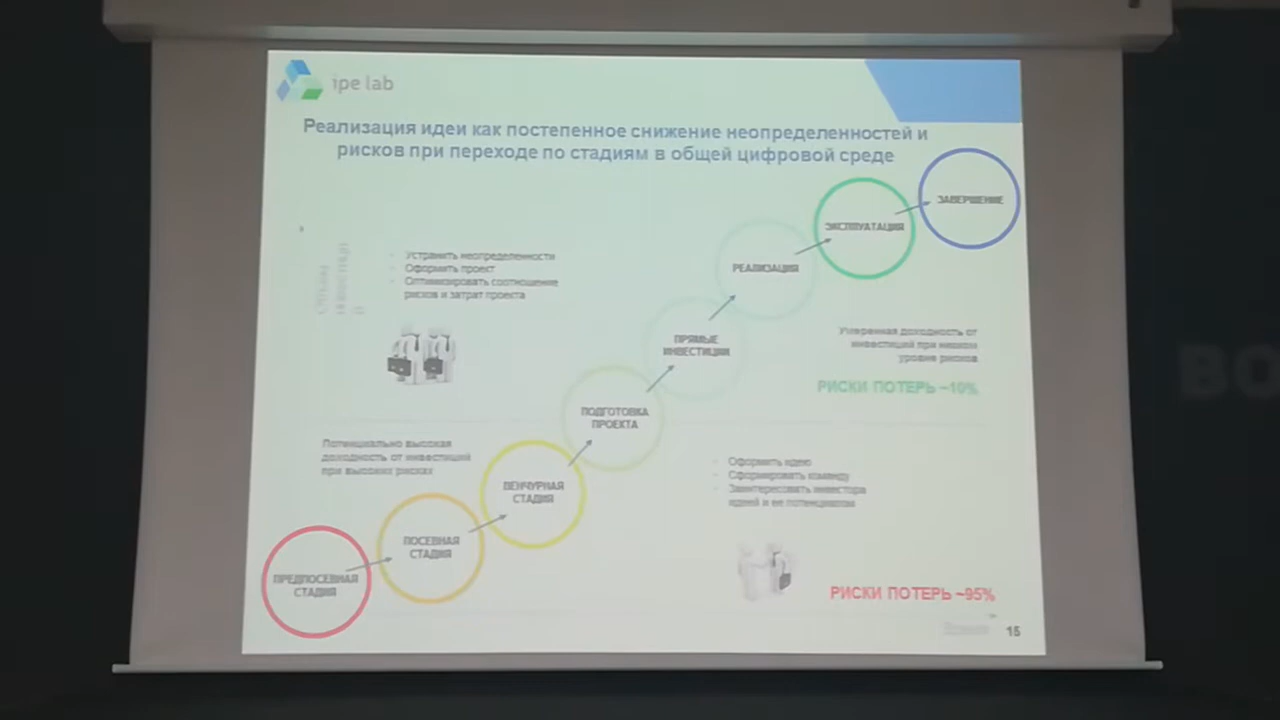 ipe lab
Реализация идеи как постепенное снижение неопределенностей и
рисков при переходе по стадиям в общей цифровой среде
ЗАВЕРШЕНИЕ
ЭКСПЛУАТАЦИЯ
РЕАЛИЗАЦИЯ
Устранить неопределенности
Оформить проект
Оптимизировать соотношение
рисков и затрат проекта
ПРЯМЫЕ
ИНВЕСТИЦИИ
Умеренная доходность от
инвестиций при низком
уровне рисков
РИСКИ ПОТЕРЬ ~10%
ПОДГОТОВКА
ПРОЕКТА
Потенциально высокая
доходность от инвестиций
при высоких рисках
ВЕНЧУРНАЯ
СТАДИЯ
Оформить идею
Сформировать команду
Заинтересовать инвестора
идеей и ее потенциалом
ПОСЕВНАЯ
СТАДИЯ
ПРЕДПОСЕВНАЯ
СТАДИЯ
РИСКИ ПОТЕРЬ ~95%
15
ВО